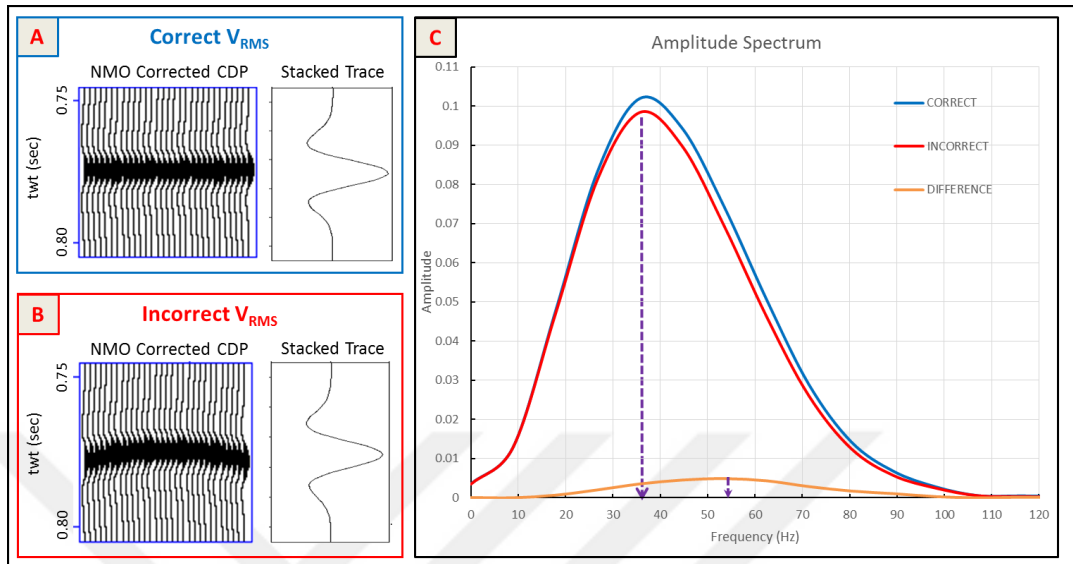 A
Correct VRMS
NMO Corrected CDP Stacked Trace
0.75
twt (sec)
0.80
B
Incorrect VRMS
NMO Corrected CDP Stacked Trace
0.75
twt (sec)
0.80
C
Amplitude Spectrum
0.11
0.1
0.09
0.08
0.07
0.06
0.05
0.04
0.03
0.02
0.01
0
Amplitude
CORRECT
INCORRECT
DIFFERENCE
0 10 20 30 40 50 60 70 80 90 100 110 120
Frequency (Hz)